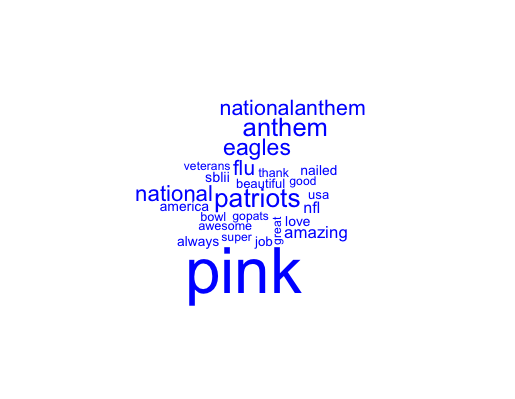 nationalanthem
anthem
eagles
veterans flu thank nailed
sblii beautiful good
national patriots usa
america nfl
bowl gopats great love
awesome amazing
always super job
pink